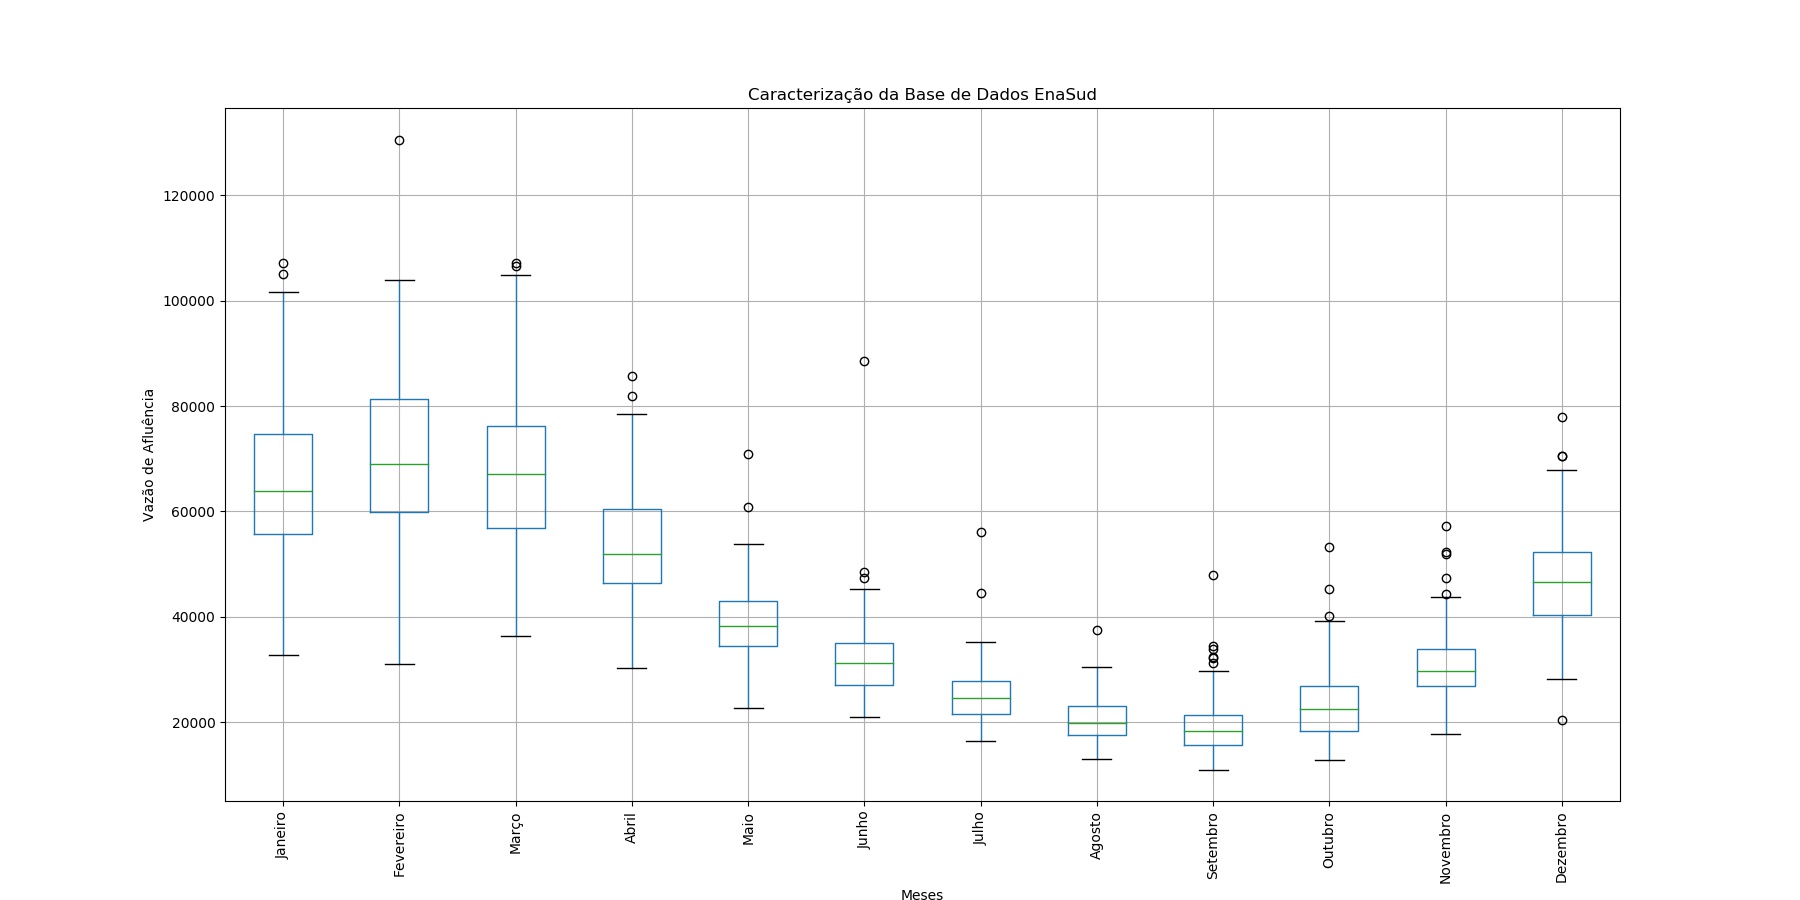 Caracterização da Base de Dados EnaSud
120000
100000
80000
60000
40000
20000
Vazão de Afluência
Janeiro
Fevereiro
Março
Abril
Maio
Junho
Julho
Agosto
Setembro
Outubro
Novembro
Dezembro
Meses